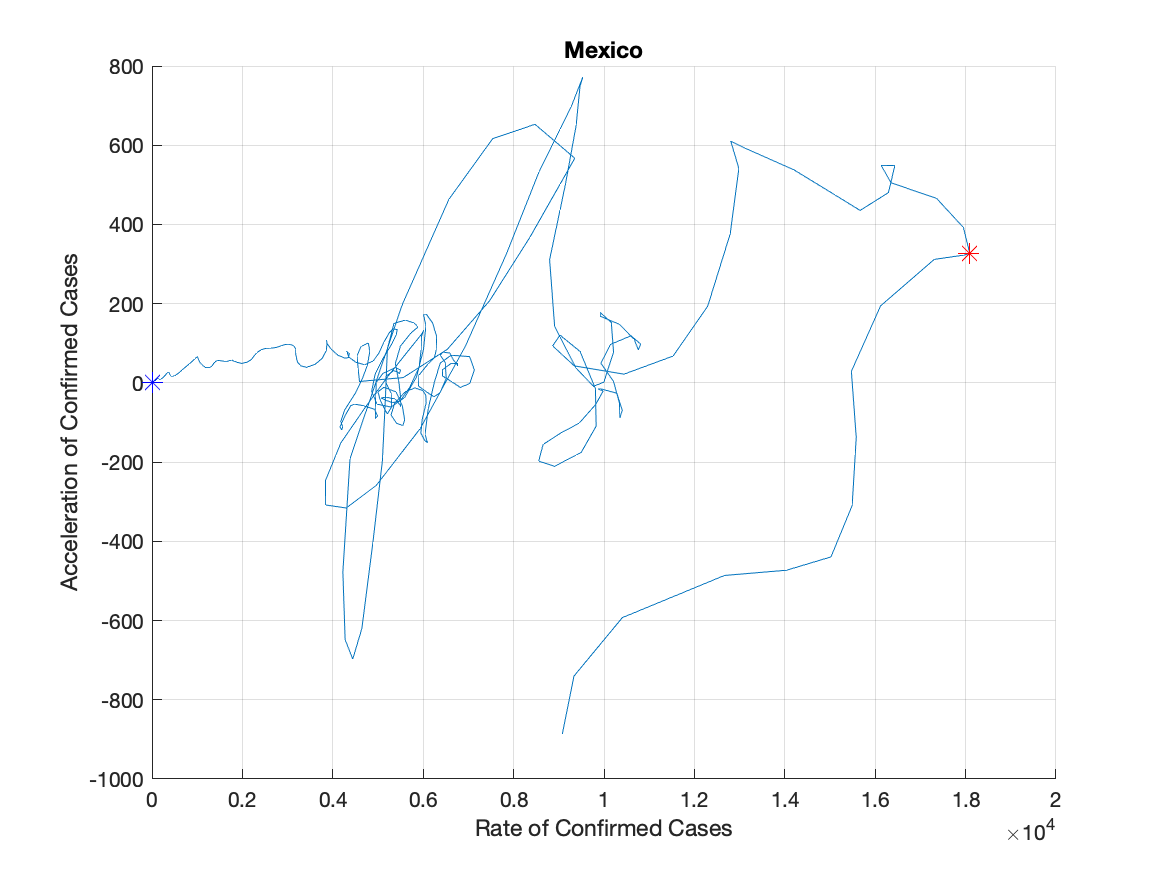 Mexico
800
600
400
200
0
-200
-400
-600
-800
-1000
Acceleration of Confirmed Cases
0 0.2 0.4 0.6 0.8 1 1.2 1.4 1.6 1.8 2
Rate of Confirmed Cases
×10⁴